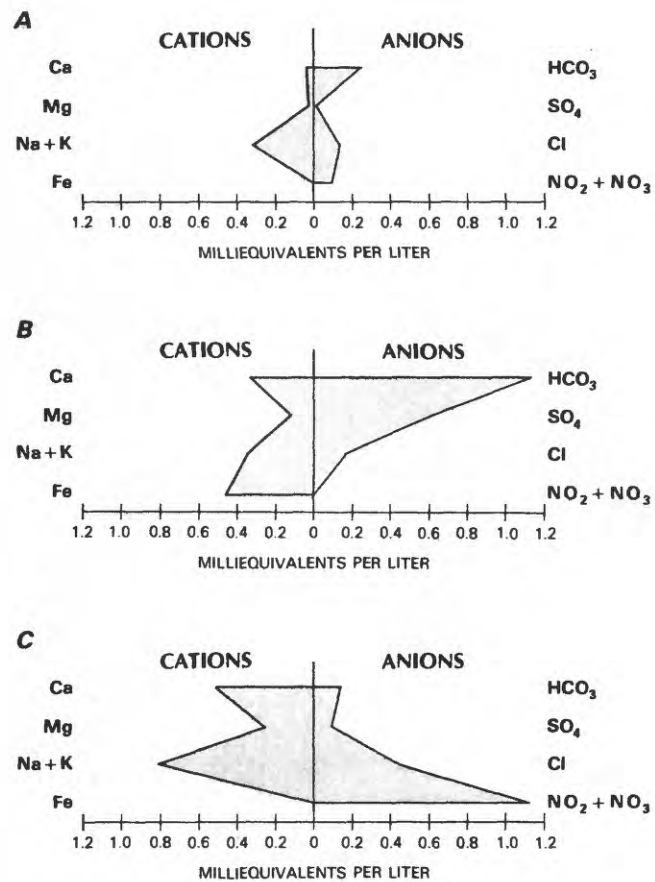 A
CATIONS ANIONS
Ca HCO₃
Mg SO₄
Na + K Cl
Fe NO₂ + NO₃
1.2 1.0 0.8 0.6 0.4 0.2 0 0.2 0.4 0.6 0.8 1.0 1.2
MILLIEQUIVALENTS PER LITER
B
CATIONS ANIONS
Ca HCO₃
Mg SO₄
Na + K Cl
Fe NO₂ + NO₃
1.2 1.0 0.8 0.6 0.4 0.2 0 0.2 0.4 0.6 0.8 1.0 1.2
MILLIEQUIVALENTS PER LITER
C
CATIONS ANIONS
Ca HCO₃
Mg SO₄
Na + K Cl
Fe NO₂ + NO₃
1.2 1.0 0.8 0.6 0.4 0.2 0 0.2 0.4 0.6 0.8 1.0 1.2
MILLIEQUIVALENTS PER LITER